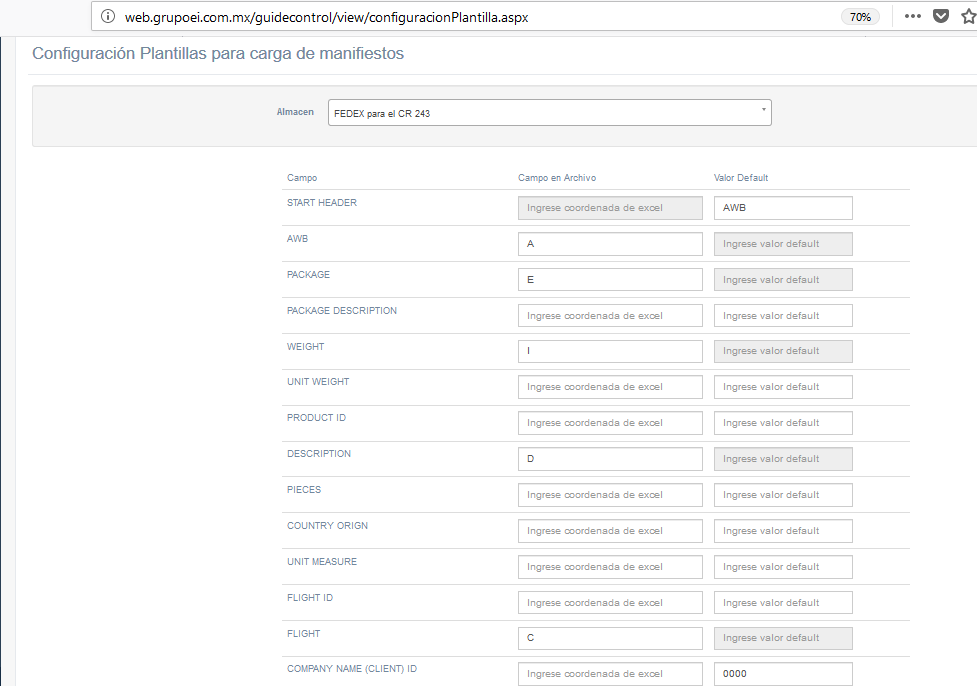 web.grupoei.com.mx/guidecontrol/view/configuracionPlantilla.aspx 70%
Configuración Plantillas para carga de manifiestos
Almacen FEDEX para el CR 243
Campo Campo en Archivo Valor Default
START HEADER Ingrese coordenada de excel AWB
AWB A Ingrese valor default
PACKAGE E Ingrese valor default
PACKAGE DESCRIPTION Ingrese coordenada de excel Ingrese valor default
WEIGHT I Ingrese valor default
UNIT WEIGHT Ingrese coordenada de excel Ingrese valor default
PRODUCT ID Ingrese coordenada de excel Ingrese valor default
DESCRIPTION D Ingrese valor default
PIECES Ingrese coordenada de excel Ingrese valor default
COUNTRY ORIGN Ingrese coordenada de excel Ingrese valor default
UNIT MEASURE Ingrese coordenada de excel Ingrese valor default
FLIGHT ID Ingrese coordenada de excel Ingrese valor default
FLIGHT C Ingrese valor default
COMPANY NAME (CLIENT) ID Ingrese coordenada de excel 0000